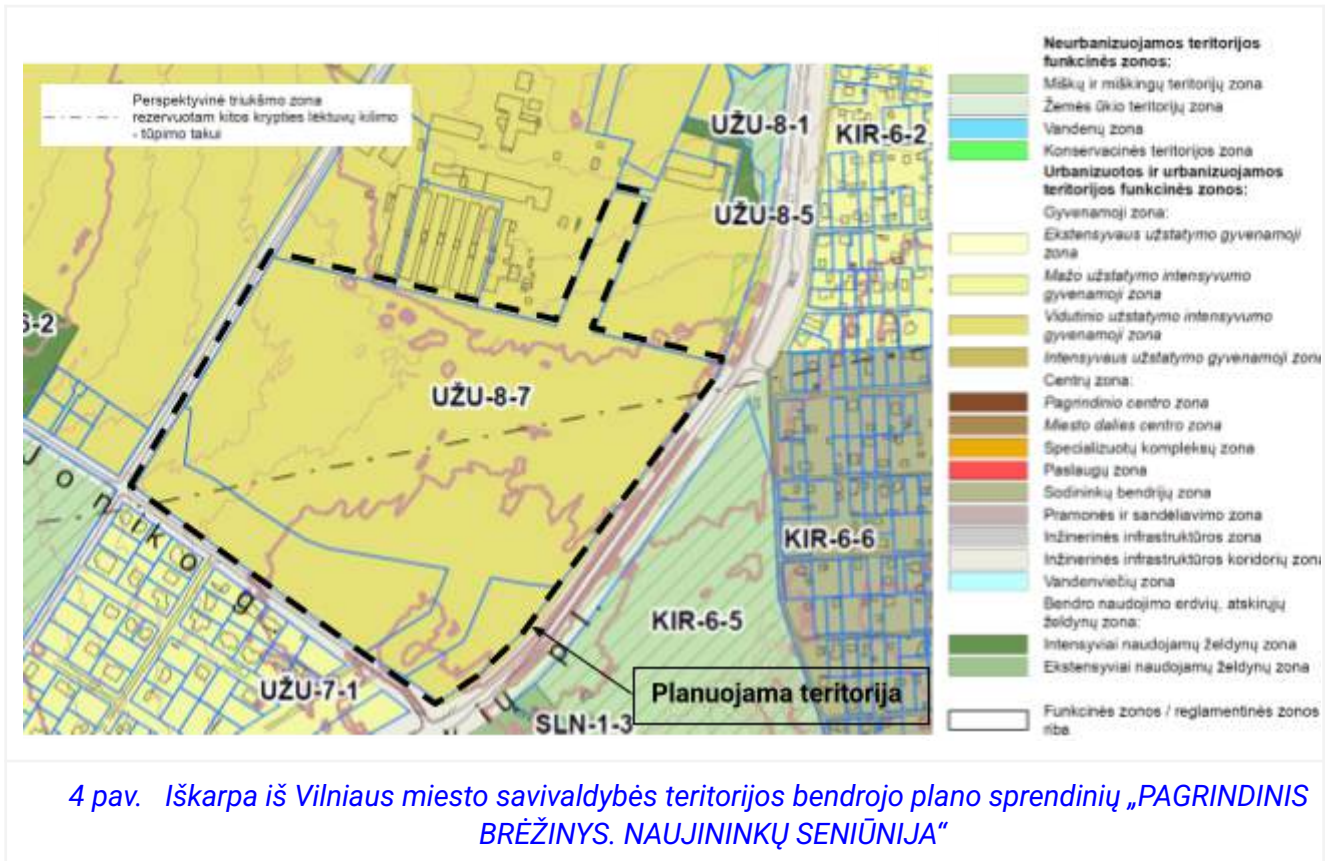 Perspektyvinė triukšmo zona
rezervuotam kitos krypties lėktuvų kilimo
- tūpimo takui
UŽU-8-1
KIR-6-2
UŽU-8-5
6-2
UŽU-8-7
Joniško g.
KIR-6-6
KIR-6-5
UŽU-7-1
Planuojama teritorija
SLN-1-3
Neurbanizuojamos teritorijos
funkcinės zonos:
Miškų ir miškingų teritorijų zona
Žemės ūkio teritorijų zona
Vandenų zona
Konservacinės teritorijos zona
Urbanizuotos ir urbanizuojamos
teritorijos funkcinės zonos:
Gyvenamoji zona:
Ekstensyvaus užstatymo gyvenamoji
zona
Mažo užstatymo intensyvumo
gyvenamoji zona
Vidutinio užstatymo intensyvumo
gyvenamoji zona
Intensyvaus užstatymo gyvenamoji zona
Centrų zona:
Pagrindinio centro zona
Miesto dalies centro zona
Specializuotų kompleksų zona
Paslaugų zona
Sodininkų bendrijų zona
Pramonės ir sandėliavimo zona
Inžinerinės infrastruktūros zona
Inžinerinės infrastruktūros koridorių zona
Vandenviečių zona
Bendro naudojimo erdvių, atskirųjų
želdynų zona:
Intensyviai naudojamų želdynų zona
Ekstensyviai naudojamų želdynų zona
Funkcinės zonos / reglamentinės zonos
riba
4 pav. Iškarpa iš Vilniaus miesto savivaldybės teritorijos bendrojo plano sprendinių „PAGRINDINIS
BRĖŽINYS. NAUJININKŲ SENIŪNIJA“